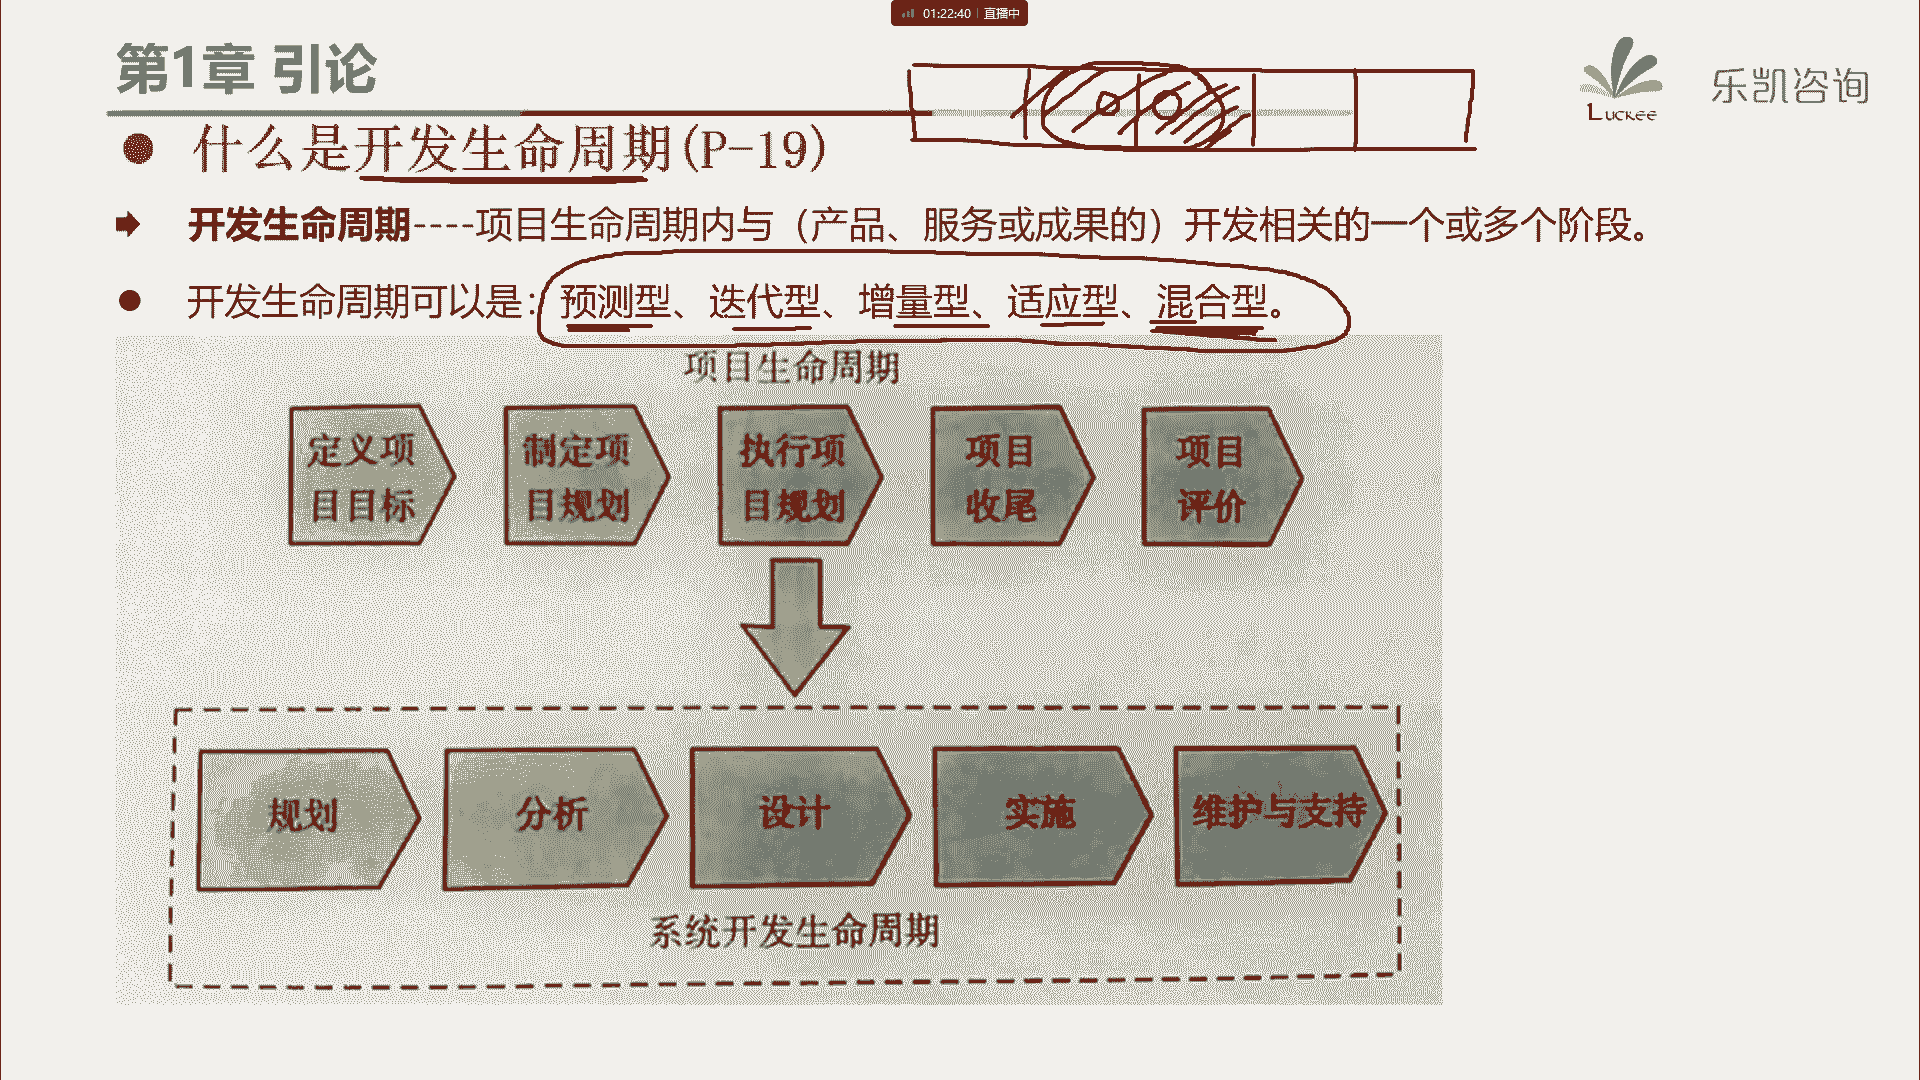 01:22:40 直播中
第1章 引论
LUCKEE 乐凯咨询
什么是开发生命周期(P-19)
开发生命周期----项目生命周期内与（产品、服务或成果的）开发相关的一个或多个阶段。
开发生命周期可以是：预测型、迭代型、增量型、适应型、混合型。
项目生命周期
定义项
目目标
制定项
目规划
执行项
目规划
项目
收尾
项目
评价
规划
分析
设计
实施
维护与支持
系统开发生命周期